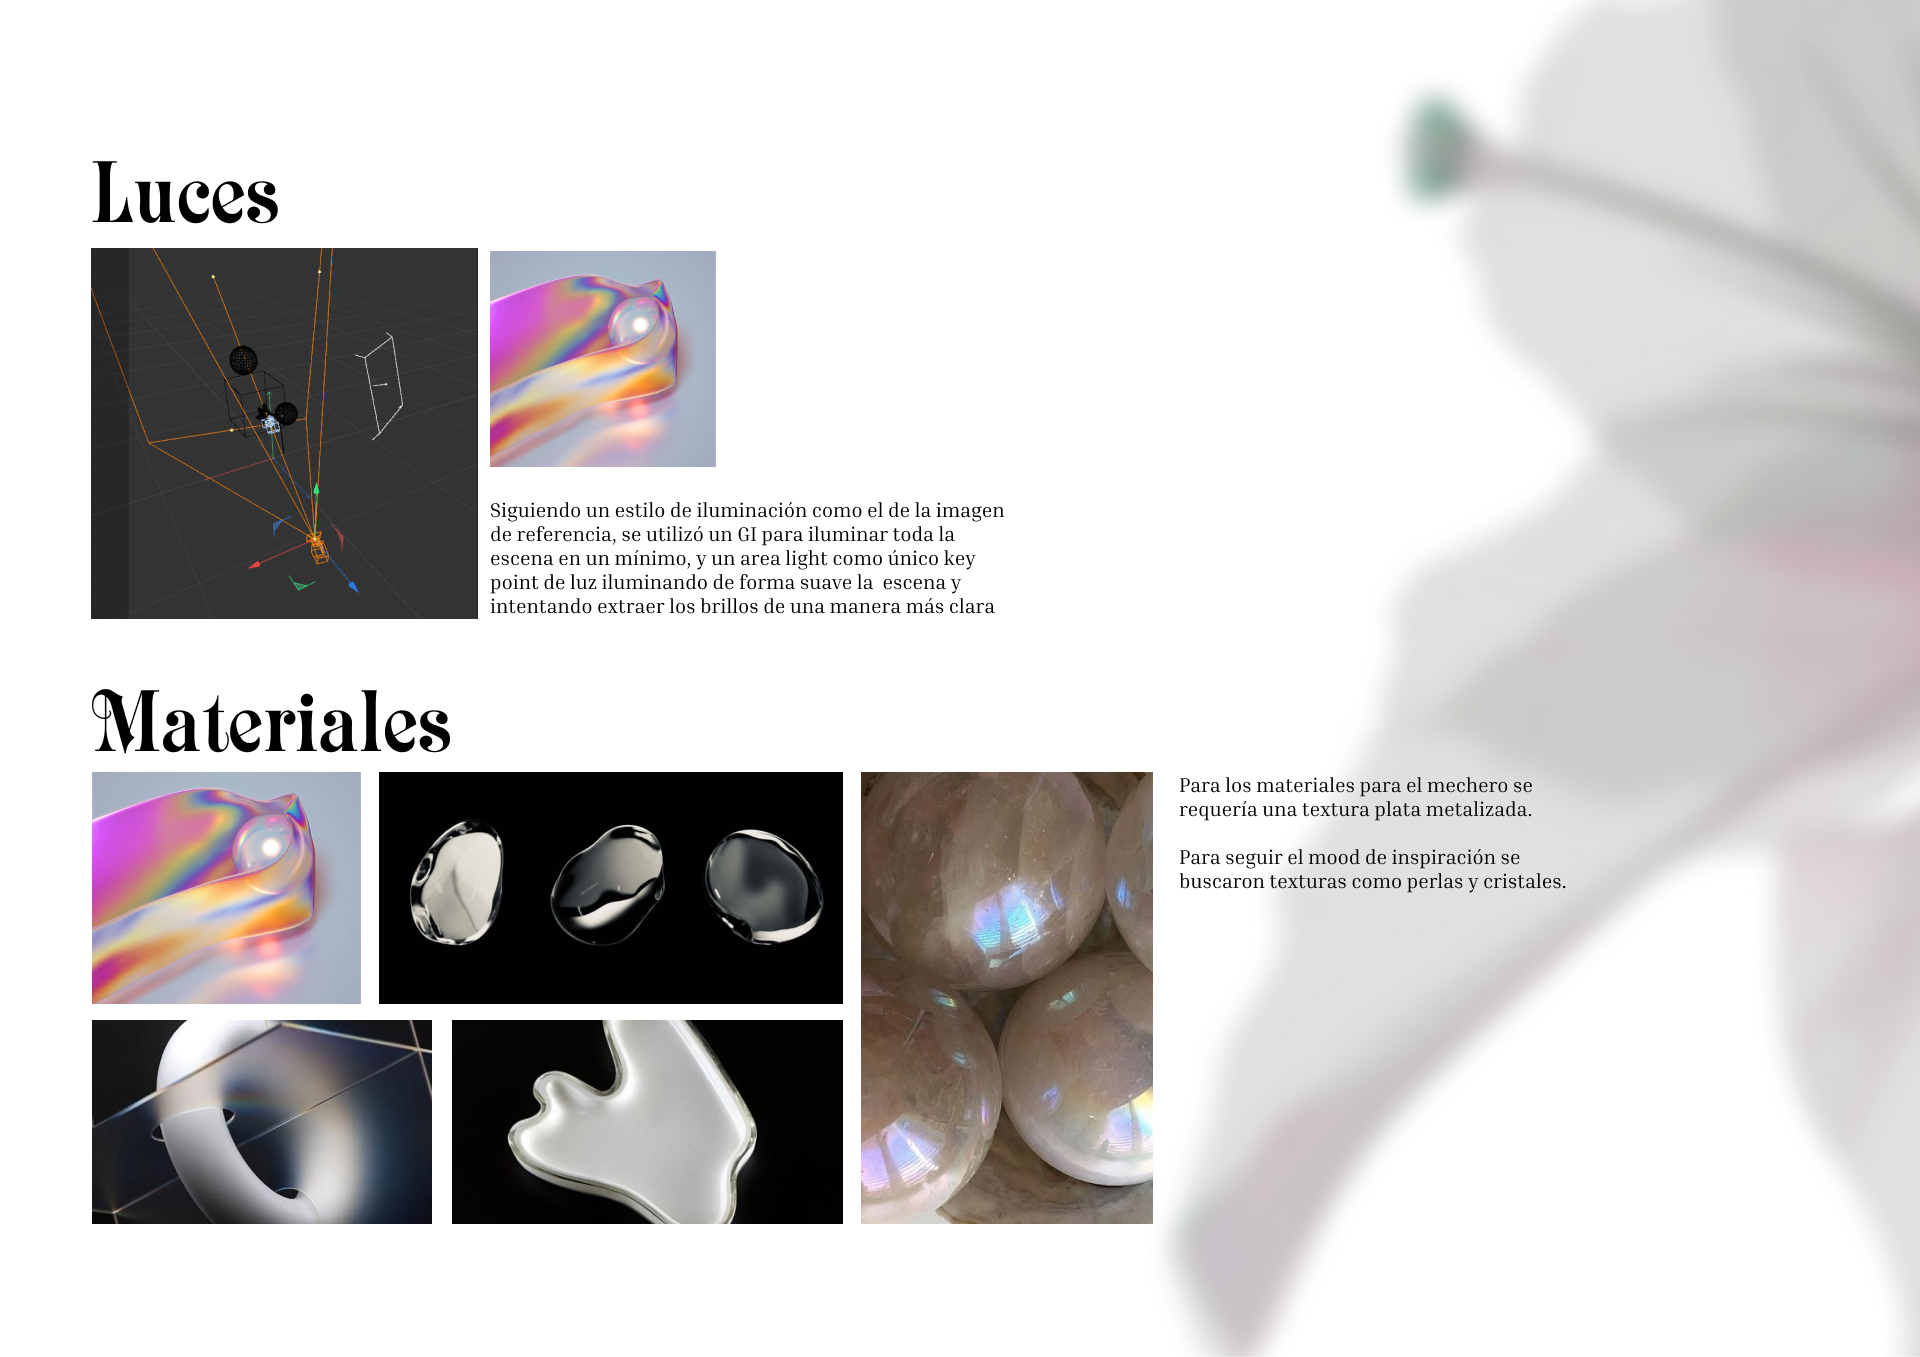 Luces
Siguiendo un estilo de iluminación como el de la imagen
de referencia, se utilizó un GI para iluminar toda la
escena en un mínimo, y un area light como único key
point de luz iluminando de forma suave la  escena y
intentando extraer los brillos de una manera más clara
Materiales
Para los materiales para el mechero se
requería una textura plata metalizada.
Para seguir el mood de inspiración se
buscaron texturas como perlas y cristales.